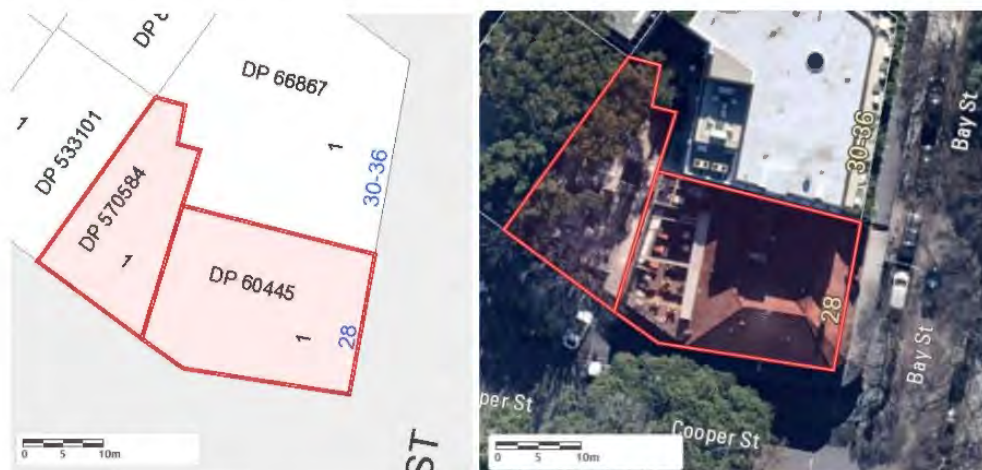 DP 66867
1
DP 533101
1
30-36
DP 570584
1
DP 60445
1
28
0 5 10m
ST
30-36
Bay St
28
Bay St
per St
Cooper St
0 5 10m